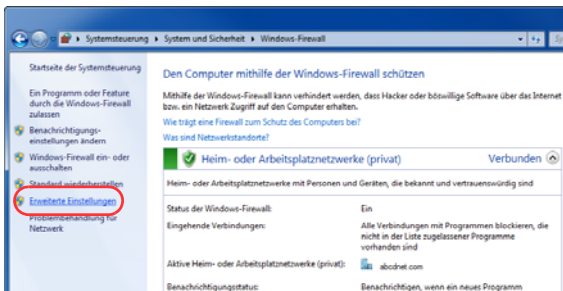 Systemsteuerung ▸ System und Sicherheit ▸ Windows-Firewall
Startseite der Systemsteuerung
Ein Programm oder Feature
durch die Windows-Firewall
zulassen
Benachrichtigungs-
einstellungen ändern
Windows-Firewall ein- oder
ausschalten
Standard wiederherstellen
Erweiterte Einstellungen
Problembehandlung für
Netzwerk
Den Computer mithilfe der Windows-Firewall schützen
Mithilfe der Windows-Firewall kann verhindert werden, dass Hacker oder böswillige Software über das Internet
bzw. ein Netzwerk Zugriff auf den Computer erhalten.
Wie trägt eine Firewall zum Schutz des Computers bei?
Was sind Netzwerkstandorte?
Heim- oder Arbeitsplatznetzwerke (privat) Verbunden
Heim- oder Arbeitsplatznetzwerke mit Personen und Geräten, die bekannt und vertrauenswürdig sind
Status der Windows-Firewall: Ein
Eingehende Verbindungen: Alle Verbindungen mit Programmen blockieren, die
nicht in der Liste zugelassener Programme
vorhanden sind
Aktive Heim- oder Arbeitsplatznetzwerke (privat): abcdnet.com
Benachrichtigungsstatus: Benachrichtigen, wenn ein neues Programm